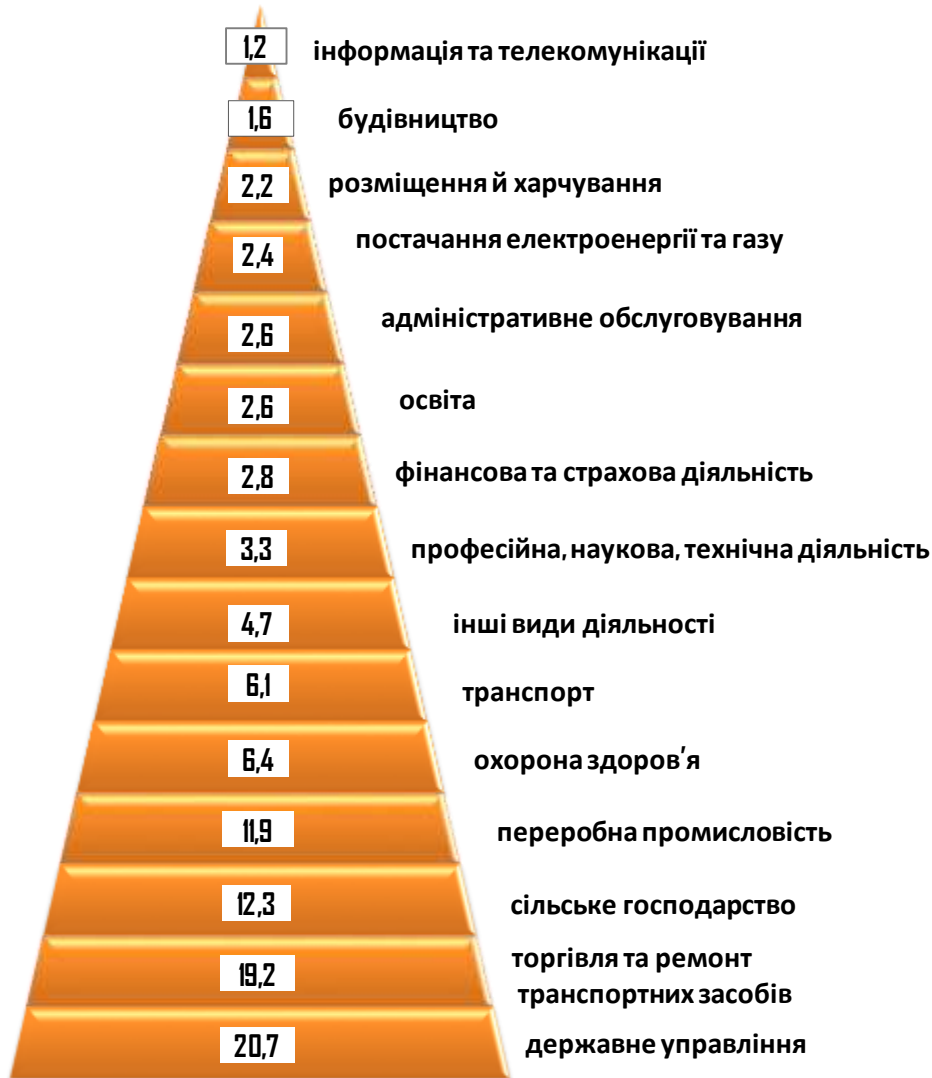 1,2 інформація та телекомунікації
1,6 будівництво
2,2 розміщення й харчування
2,4 постачання електроенергії та газу
2,6 адміністративне обслуговування
2,6 освіта
2,8 фінансова та страхова діяльність
3,3 професійна, наукова, технічна діяльність
4,7 інші види діяльності
6,1 транспорт
6,4 охорона здоров'я
11,9 переробна промисловість
12,3 сільське господарство
19,2 торгівля та ремонт
транспортних засобів
20,7 державне управління